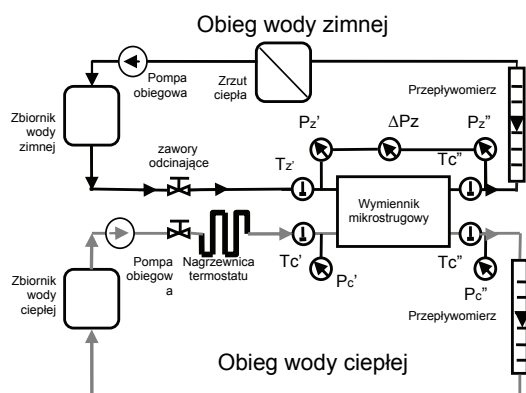 Obieg wody zimnej
Pompa
obiegowa
Zrzut
ciepła
Przepływomierz
Zbiornik
wody
zimnej
zawory
odcinające
Pz'
ΔPz
Pz"
Tz'
Tc"
Wymiennik
mikrostrugowy
Zbiornik
wody
ciepłej
Pompa
obiegow
a
Nagrzewnica
termostatu
Tc'
Pc'
Tc"
Pc"
Przepływomierz
Obieg wody ciepłej